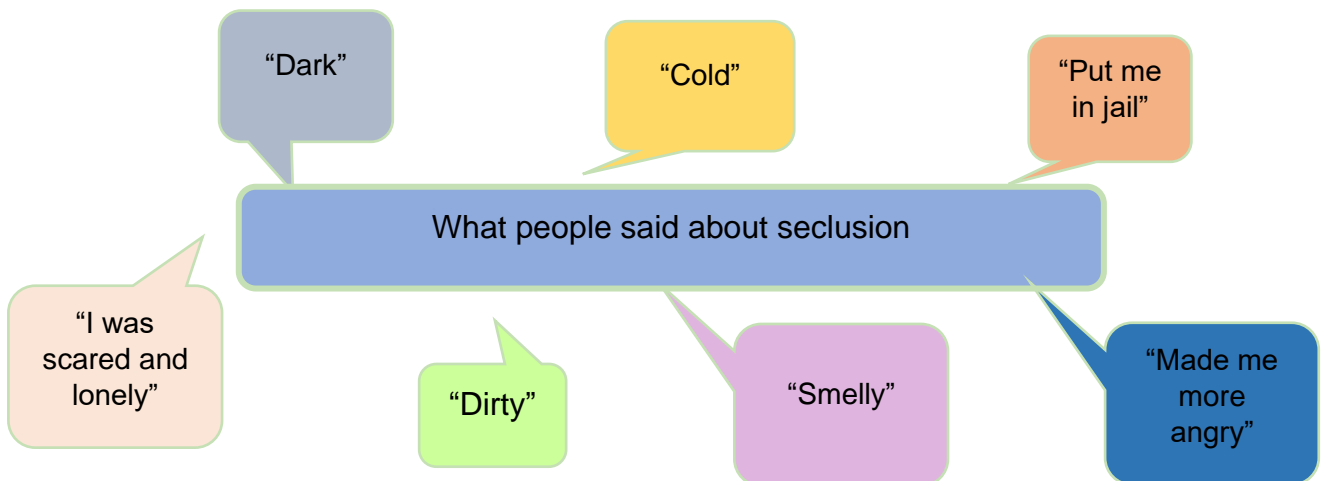 “Dark”
“Cold”
“Put me
in jail”
What people said about seclusion
“I was
scared and
lonely”
“Dirty”
“Smelly”
“Made me
more
angry”